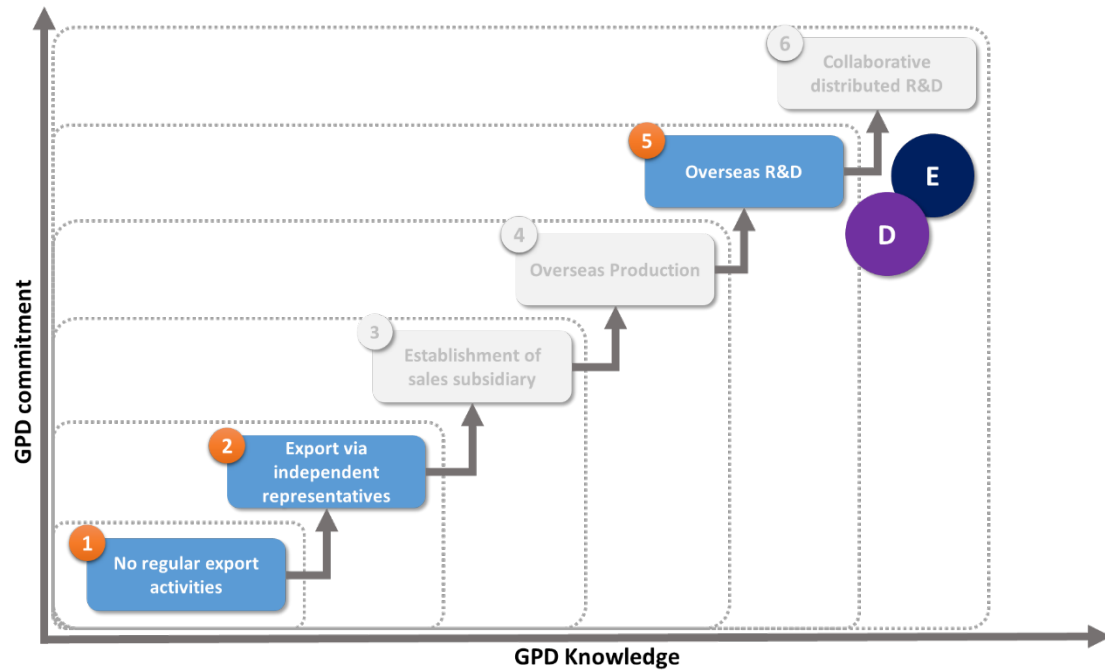 6
Collaborative
distributed R&D
5
Overseas R&D
E
D
4
Overseas Production
3
Establishment of
sales subsidiary
2
Export via
independent
representatives
1
No regular export
activities
GPD commitment
GPD Knowledge